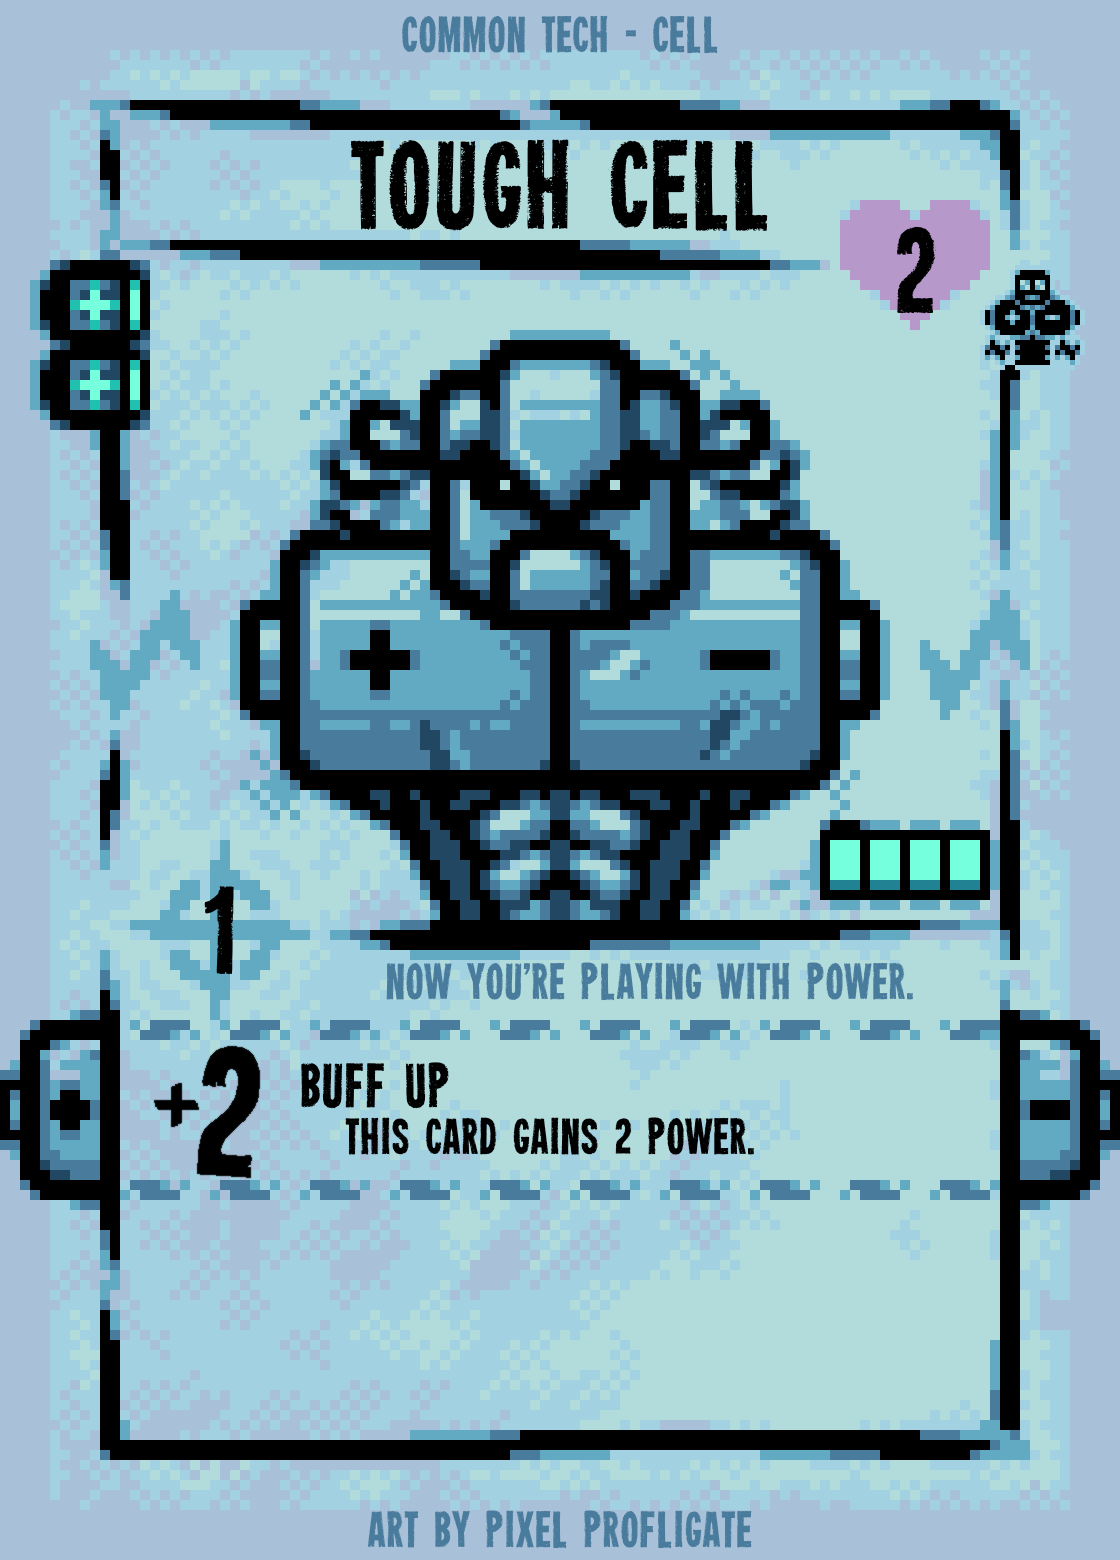 COMMON TECH - CELL
TOUGH CELL
2
+ -
1
NOW YOU'RE PLAYING WITH POWER.
+2 BUFF UP
THIS CARD GAINS 2 POWER.
ART BY PIXEL PROFLIGATE